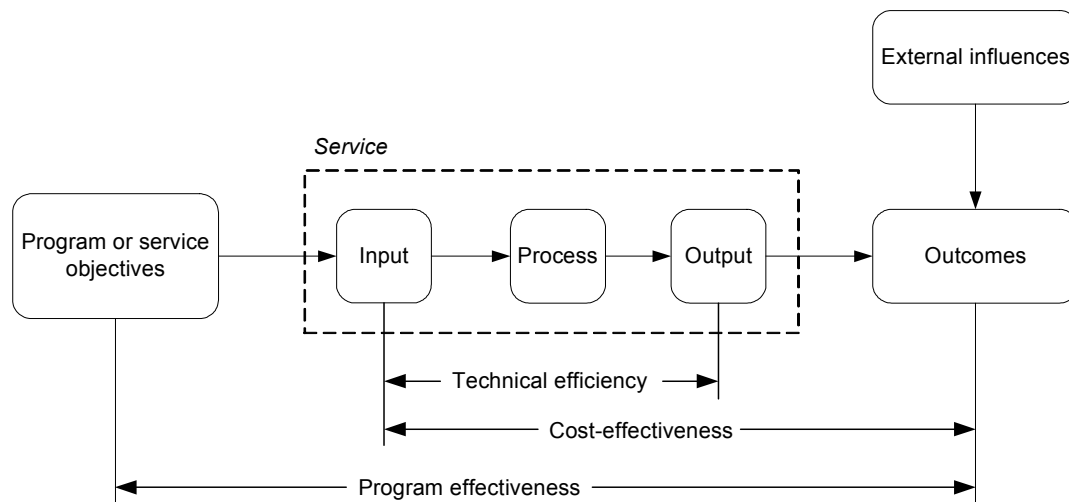 External influences
Service
Program or service
objectives
Input
Process
Output
Outcomes
Technical efficiency
Cost-effectiveness
Program effectiveness